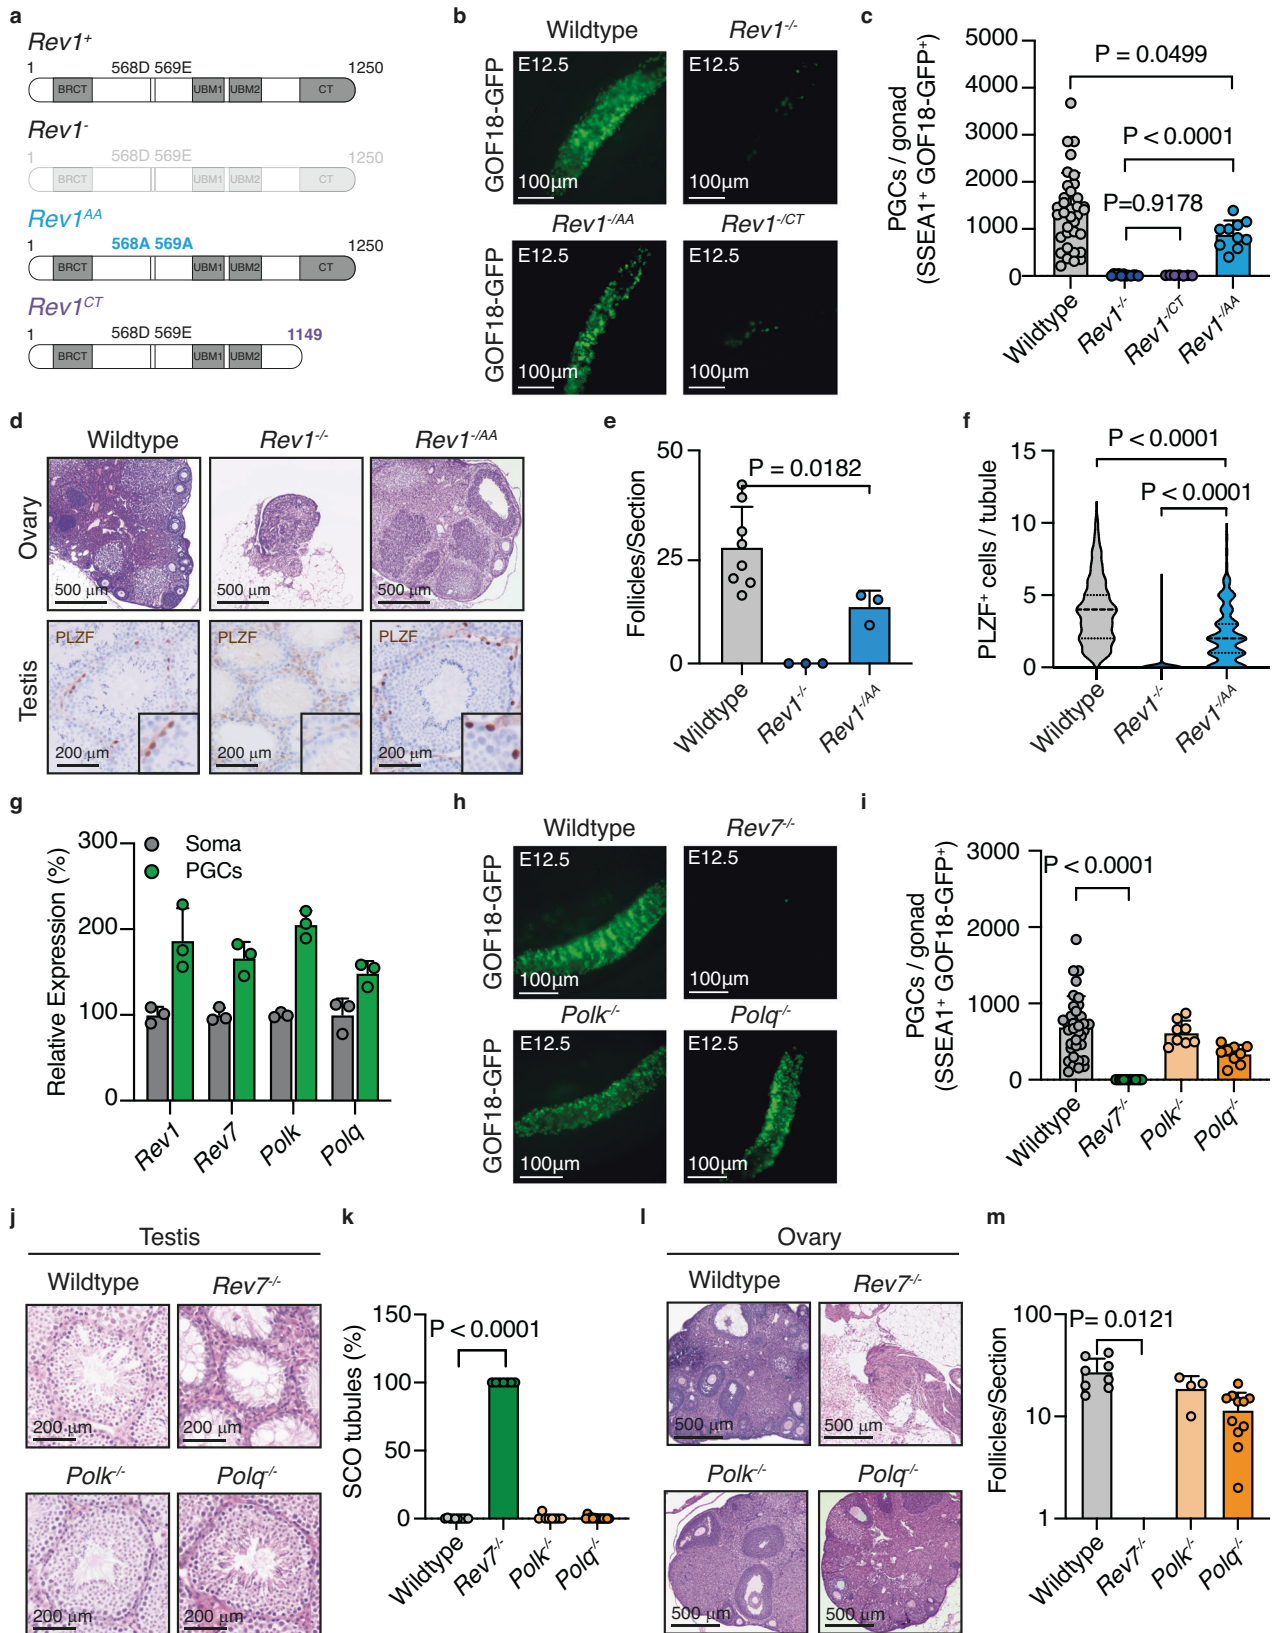 a
Rev1+
1 568D 569E 1250
BRCT UBM1 UBM2 CT
Rev1-
1 568D 569E 1250
BRCT UBM1 UBM2 CT
Rev1AA
1 568A 569A 1250
BRCT UBM1 UBM2 CT
Rev1CT
1 568D 569E 1149
BRCT UBM1 UBM2
b
Wildtype Rev1-/-
GOF18-GFP
E12.5
100μm 100μm
Rev1-/AA Rev1-/CT
GOF18-GFP
E12.5
100μm 100μm
c
PGCs / gonad
(SSEA1+ GOF18-GFP+)
5000
4000
3000
2000
1000
0
P = 0.0499
P < 0.0001
P=0.9178
Wildtype Rev1-/- Rev1-/CT Rev1-/AA
d
Wildtype Rev1-/- Rev1-/AA
Ovary
500 μm 500 μm 500 μm
Testis
PLZF PLZF PLZF
200 μm 200 μm 200 μm
e
Follicles/Section
50
25
0
P = 0.0182
Wildtype Rev1-/- Rev1-/AA
f
PLZF+ cells / tubule
15
10
5
0
P < 0.0001
P < 0.0001
Wildtype Rev1-/- Rev1-/AA
g
Relative Expression (%)
300
200
100
0
Soma
PGCs
Rev1 Rev7 Polk Polq
h
Wildtype Rev7-/-
GOF18-GFP
E12.5 E12.5
100μm 100μm
Polk-/- Polq-/-
GOF18-GFP
E12.5 E12.5
100μm 100μm
i
PGCs / gonad
(SSEA1+ GOF18-GFP+)
3000
2000
1000
0
P < 0.0001
Wildtype Rev7-/- Polk-/- Polq-/-
j
Testis
Wildtype Rev7-/-
200 μm 200 μm
Polk-/- Polq-/-
200 μm 200 μm
k
SCO tubules (%)
150
100
50
0
P < 0.0001
Wildtype Rev7-/- Polk-/- Polq-/-
l
Ovary
Wildtype Rev7-/-
500 μm 500 μm
Polk-/- Polq-/-
500 μm 500 μm
m
Follicles/Section
100
10
1
P= 0.0121
Wildtype Rev7-/- Polk-/- Polq-/-